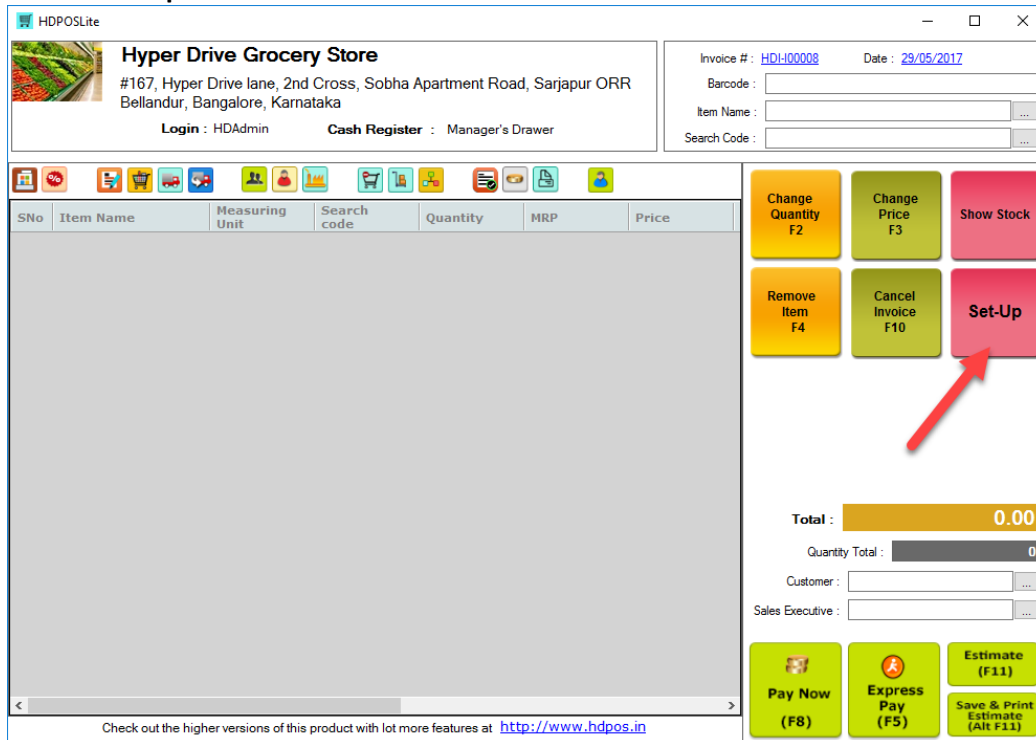 HDPOSLite
Hyper Drive Grocery Store
#167, Hyper Drive lane, 2nd Cross, Sobha Apartment Road, Sarjapur ORR
Bellandur, Bangalore, Karnataka
Login : HDAdmin Cash Register : Manager's Drawer
Invoice # : HDI-I00008 Date : 29/05/2017
Barcode :
Item Name : ...
Search Code : ...
SNo Item Name Measuring Unit Search code Quantity MRP Price
Change
Quantity
F2
Change
Price
F3
Show Stock
Remove
Item
F4
Cancel
Invoice
F10
Set-Up
Total : 0.00
Quantity Total : 0
Customer : ...
Sales Executive : ...
Pay Now
(F8)
Express
Pay
(F5)
Estimate
(F11)
Save & Print
Estimate
(Alt F11)
Check out the higher versions of this product with lot more features at http://www.hdpos.in